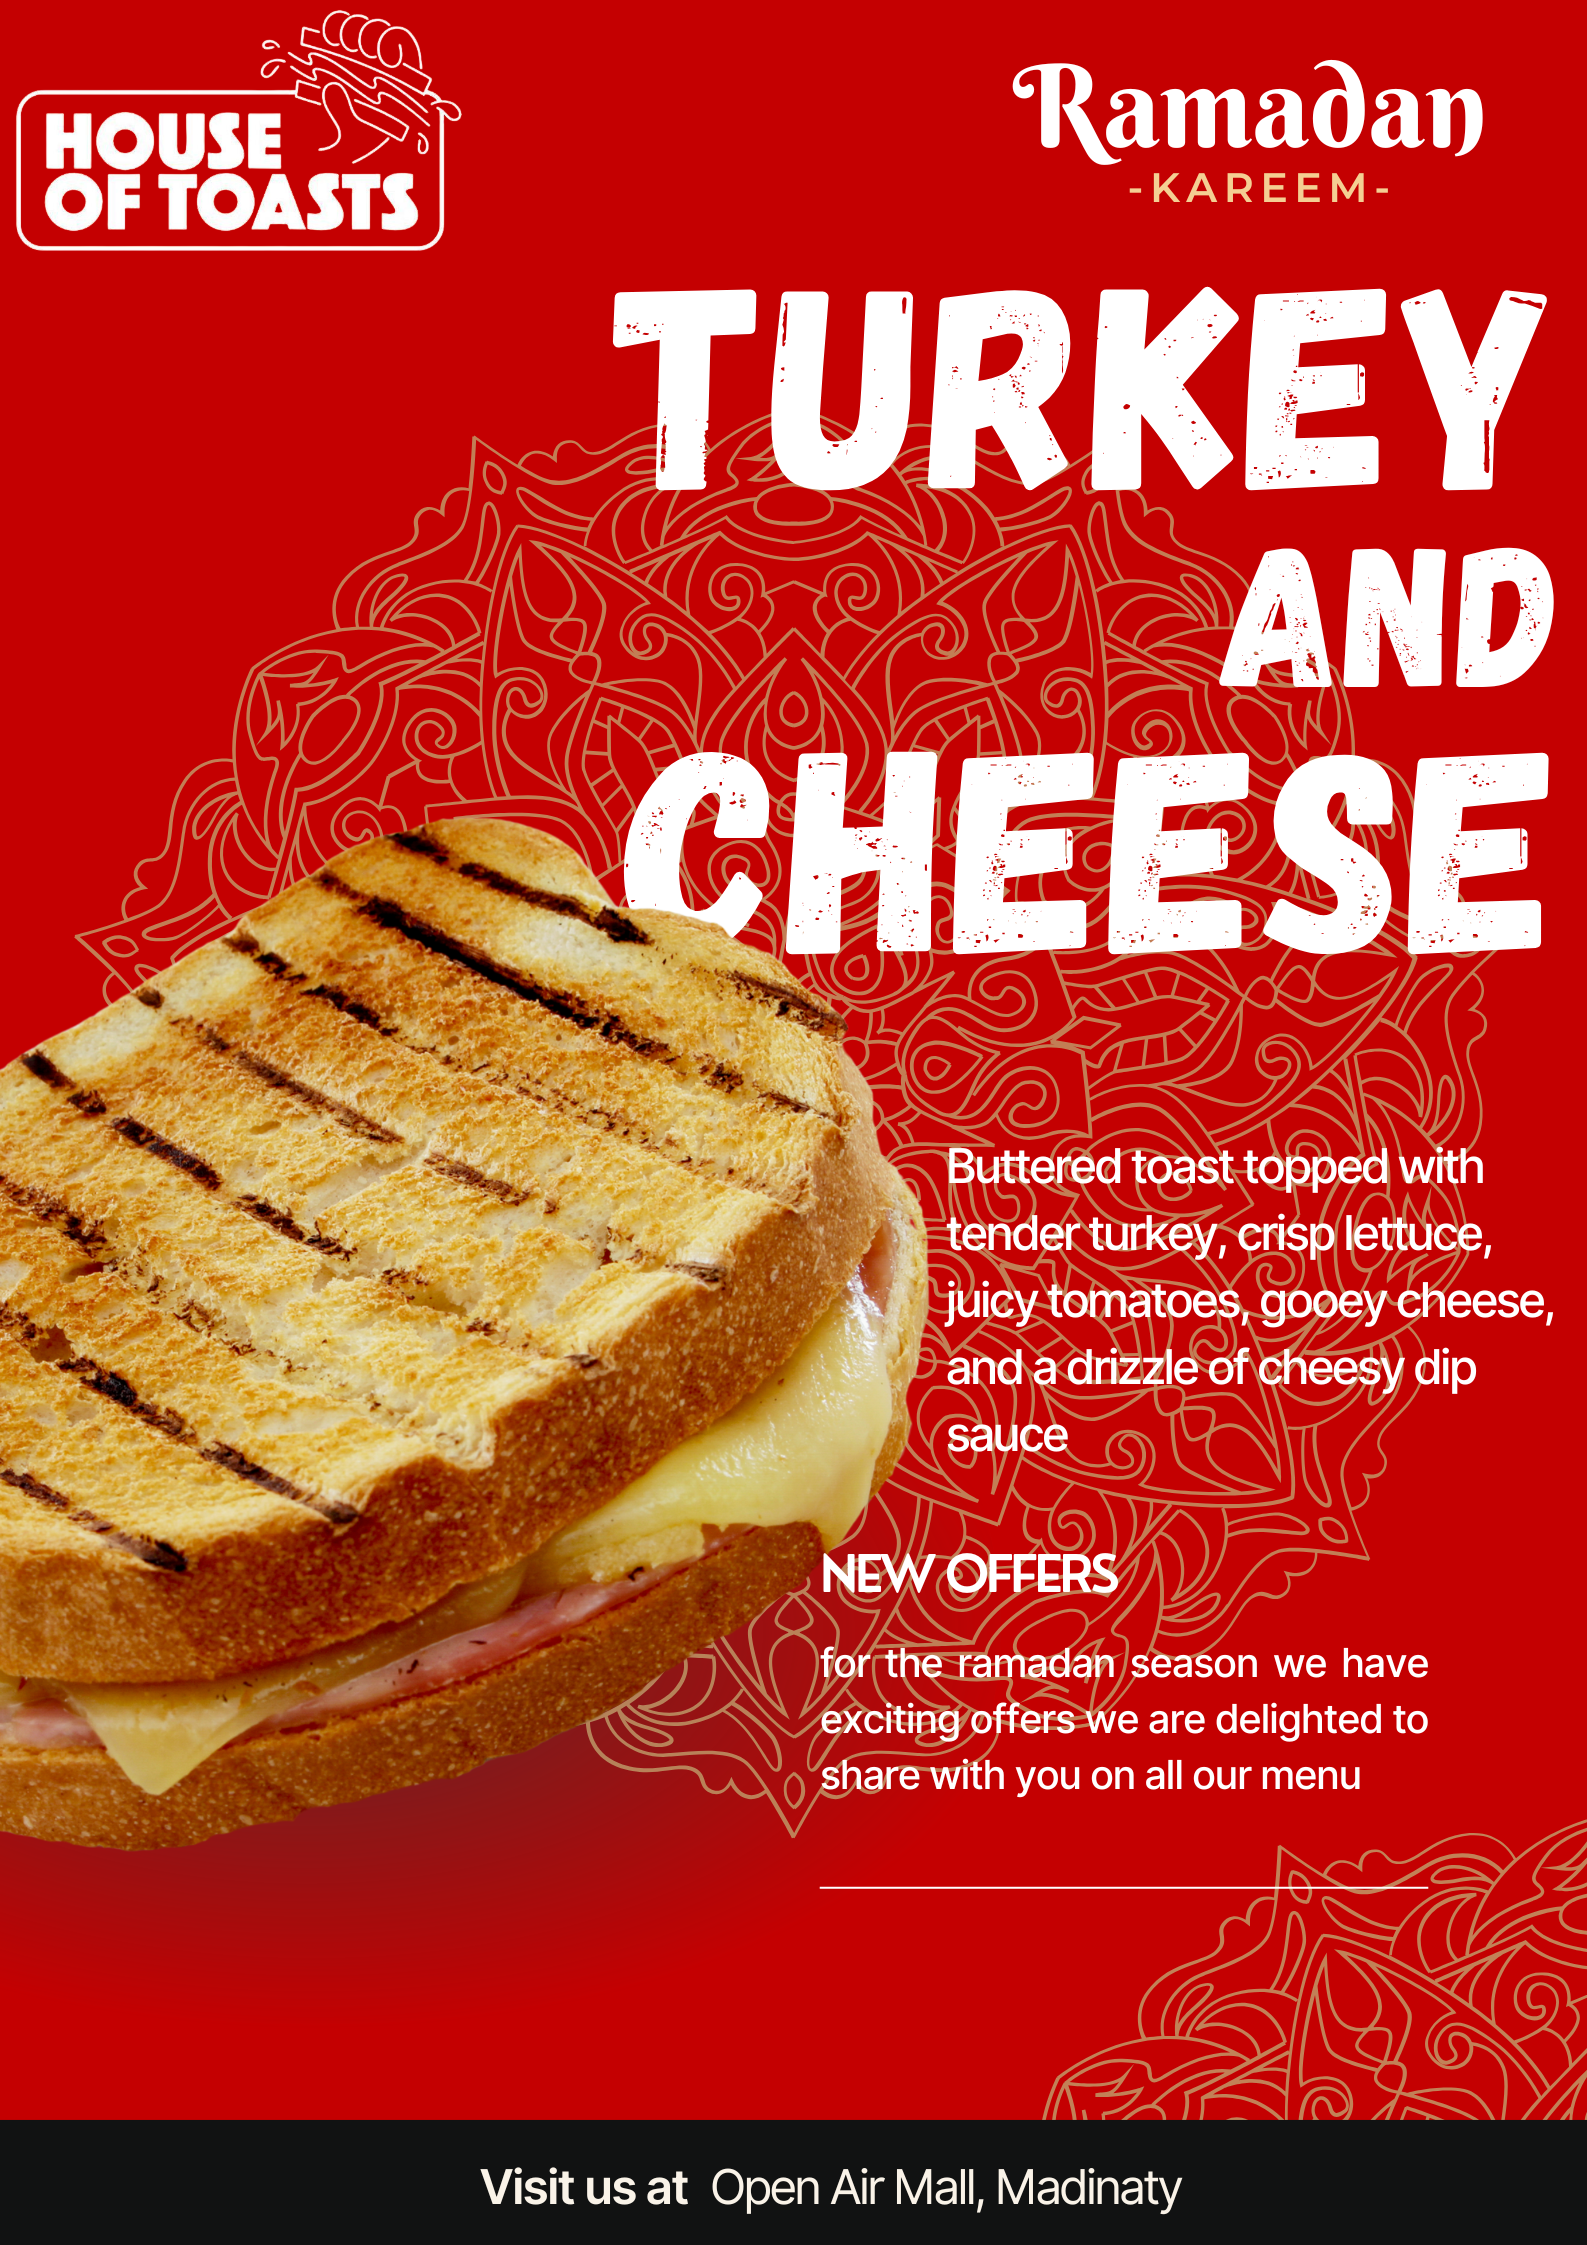 HOUSE
OF TOASTS
Ramadan
-KAREEM-
TURKEY
AND
CHEESE
Buttered toast topped with
tender turkey, crisp lettuce,
juicy tomatoes, gooey cheese,
and a drizzle of cheesy dip
sauce
NEW OFFERS
for the ramadan season we have
exciting offers we are delighted to
share with you on all our menu
Visit us at Open Air Mall, Madinaty